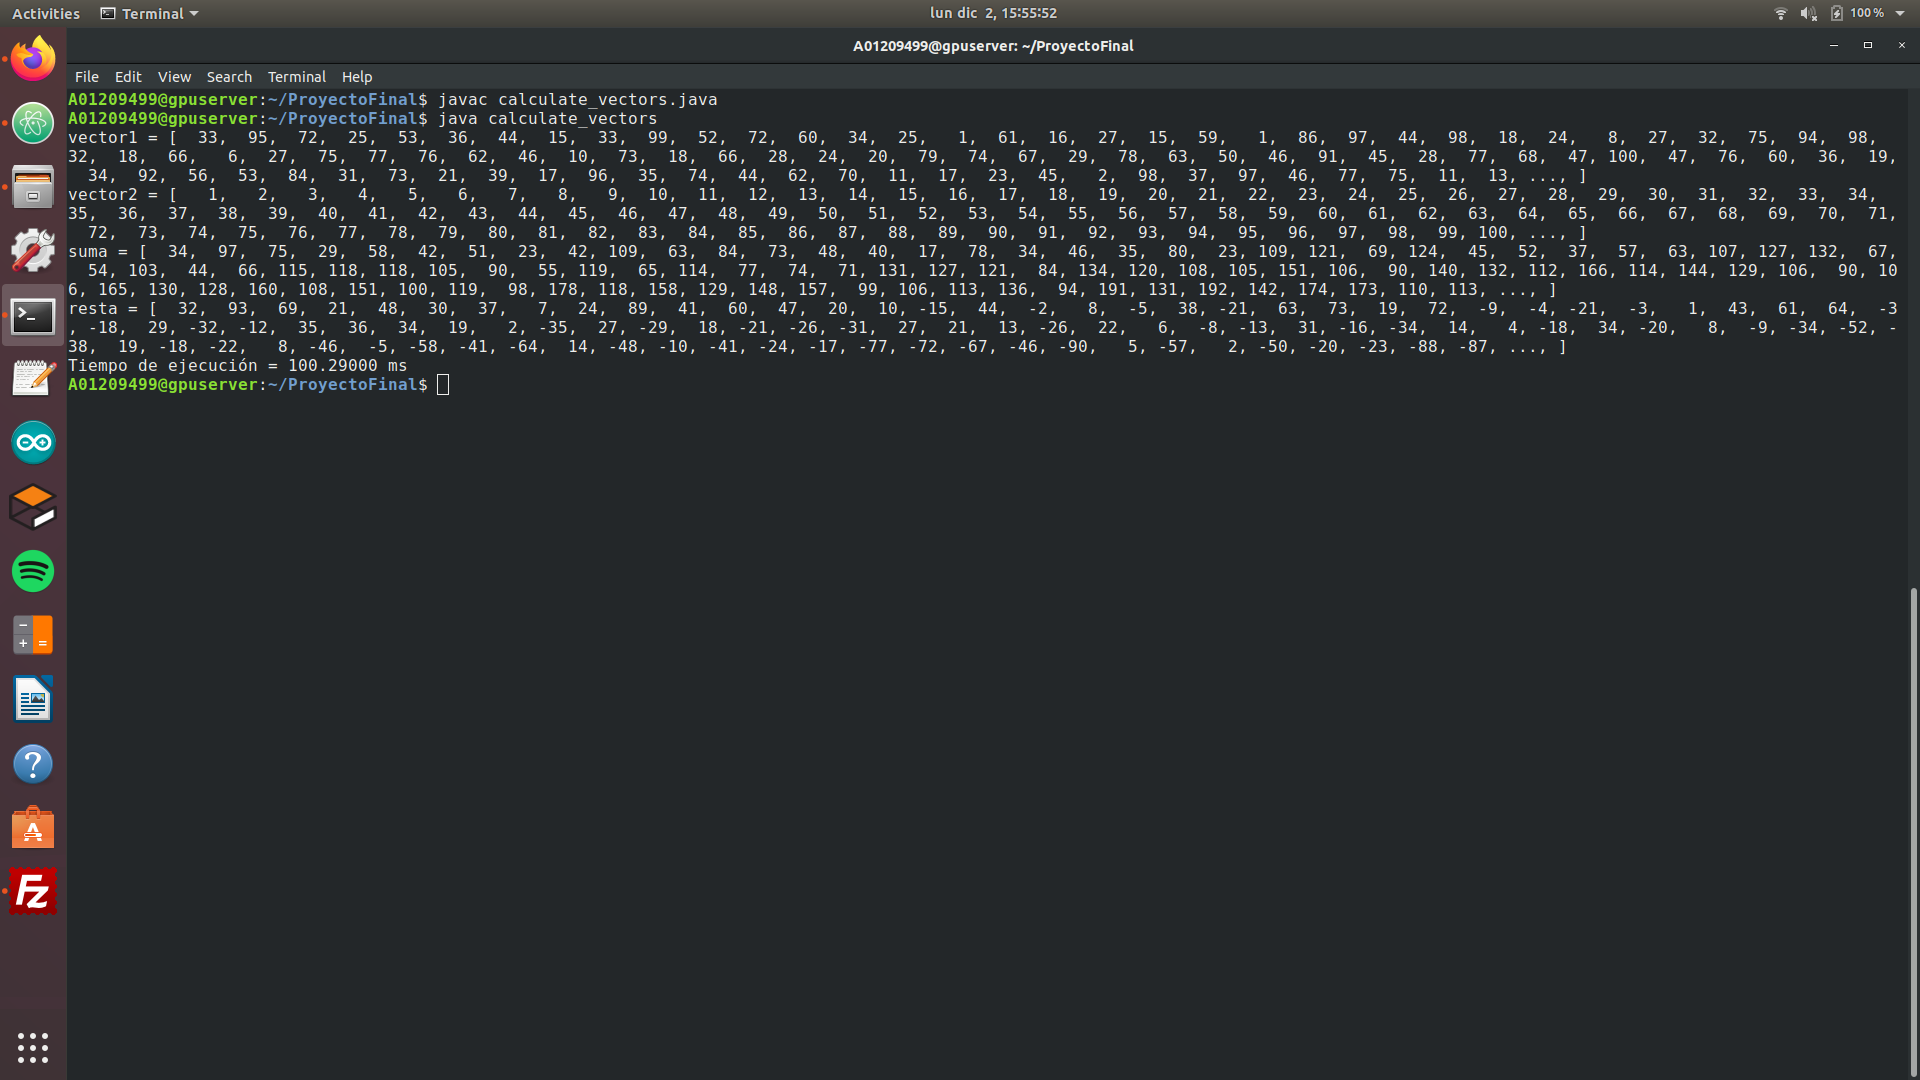 Activities Terminal lun dic 2, 15:55:52 100 %
A01209499@gpuserver: ~/ProyectoFinal
File Edit View Search Terminal Help
A01209499@gpuserver:~/ProyectoFinal$ javac calculate_vectors.java
A01209499@gpuserver:~/ProyectoFinal$ java calculate_vectors
vector1 = [  33,  95,  72,  25,  53,  36,  44,  15,  33,  99,  52,  72,  60,  34,  25,   1,  61,  16,  27,  15,  59,   1,  86,  97,  44,  98,  18,  24,   8,  27,  32,  75,  94,  98,
32,  18,  66,   6,  27,  75,  77,  76,  62,  46,  10,  73,  18,  66,  28,  24,  20,  79,  74,  67,  29,  78,  63,  50,  46,  91,  45,  28,  77,  68,  47, 100,  47,  76,  60,  36,  19,
34,  92,  56,  53,  84,  31,  73,  21,  39,  17,  96,  35,  74,  44,  62,  70,  11,  17,  23,  45,   2,  98,  37,  97,  46,  77,  75,  11,  13, ..., ]
vector2 = [   1,   2,   3,   4,   5,   6,   7,   8,   9,  10,  11,  12,  13,  14,  15,  16,  17,  18,  19,  20,  21,  22,  23,  24,  25,  26,  27,  28,  29,  30,  31,  32,  33,  34,
35,  36,  37,  38,  39,  40,  41,  42,  43,  44,  45,  46,  47,  48,  49,  50,  51,  52,  53,  54,  55,  56,  57,  58,  59,  60,  61,  62,  63,  64,  65,  66,  67,  68,  69,  70,  71,
72,  73,  74,  75,  76,  77,  78,  79,  80,  81,  82,  83,  84,  85,  86,  87,  88,  89,  90,  91,  92,  93,  94,  95,  96,  97,  98,  99, 100, ..., ]
suma = [  34,  97,  75,  29,  58,  42,  51,  23,  42, 109,  63,  84,  73,  48,  40,  17,  78,  34,  46,  35,  80,  23, 109, 121,  69, 124,  45,  52,  37,  57,  63, 107, 127, 132,  67,
54, 103,  44,  66, 115, 118, 118, 105,  90,  55, 119,  65, 114,  77,  74,  71, 131, 127, 121,  84, 134, 120, 108, 105, 151, 106,  90, 140, 132, 112, 166, 114, 144, 129, 106,  90, 10
6, 165, 130, 128, 160, 108, 151, 100, 119,  98, 178, 118, 158, 129, 148, 157,  99, 106, 113, 136,  94, 191, 131, 192, 142, 174, 173, 110, 113, ..., ]
resta = [  32,  93,  69,  21,  48,  30,  37,   7,  24,  89,  41,  60,  47,  20,  10, -15,  44,  -2,   8,  -5,  38, -21,  63,  73,  19,  72,  -9,  -4, -21,  -3,   1,  43,  61,  64,  -3
, -18,  29, -32, -12,  35,  36,  34,  19,   2, -35,  27, -29,  18, -21, -26, -31,  27,  21,  13, -26,  22,   6,  -8, -13,  31, -16, -34,  14,   4, -18,  34, -20,   8,  -9, -34, -52, -
38,  19, -18, -22,   8, -46,  -5, -58, -41, -64,  14, -48, -10, -41, -24, -17, -77, -72, -67, -46, -90,   5, -57,   2, -50, -20, -23, -88, -87, ..., ]
Tiempo de ejecución = 100.29000 ms
A01209499@gpuserver:~/ProyectoFinal$